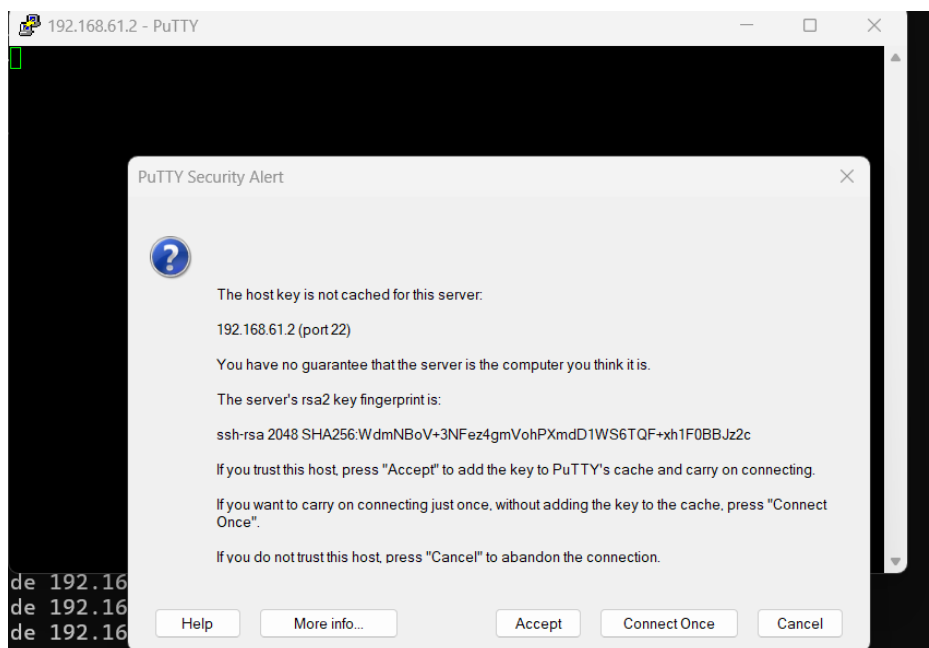 192.168.61.2 - PuTTY
PuTTY Security Alert
The host key is not cached for this server:
192.168.61.2 (port 22)
You have no guarantee that the server is the computer you think it is.
The server's rsa2 key fingerprint is:
ssh-rsa 2048 SHA256:WdmNBoV+3NFez4gmVohPXmdD1WS6TQF+xh1F0BBJz2c
If you trust this host, press "Accept" to add the key to PuTTY's cache and carry on connecting.
If you want to carry on connecting just once, without adding the key to the cache, press "Connect
Once".
If you do not trust this host, press "Cancel" to abandon the connection.
de 192.16
de 192.16
de 192.16
Help More info... Accept Connect Once Cancel